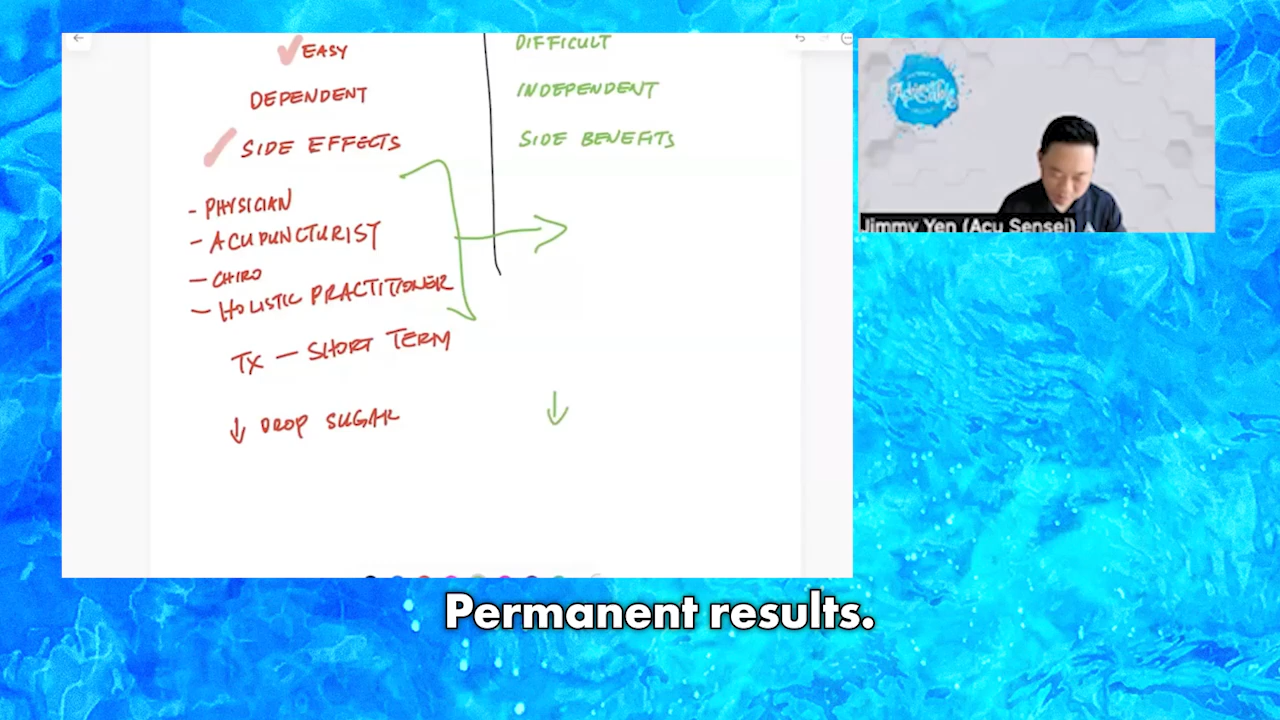 ✓ EASY
DEPENDENT
✓ SIDE EFFECTS
- PHYSICIAN
- ACUPUNCTURIST
- CHIRO
- HOLISTIC PRACTITIONER
TX - SHORT TERM
↓ DROP SUGAR
DIFFICULT
INDEPENDENT
SIDE BENEFITS
↓
Jimmy Yen (Acu Sensei)
Permanent results.